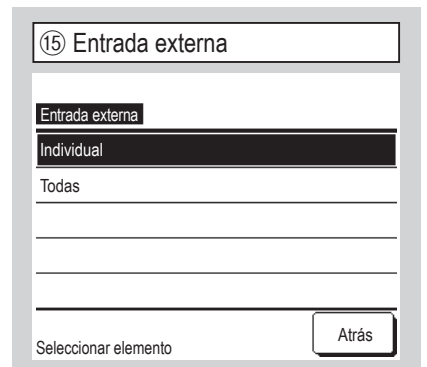 ⑮ Entrada externa
Entrada externa
Individual
Todas
Seleccionar elemento
Atrás